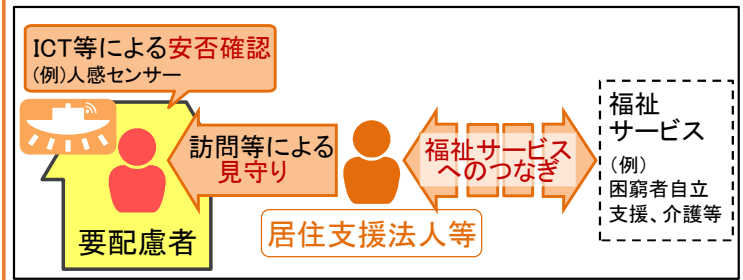 ICT等による安否確認
(例)人感センサー
訪問等による
見守り
要配慮者
居住支援法人等
福祉サービス
へのつなぎ
福祉
サービス
(例)
困窮者自立
支援、介護等